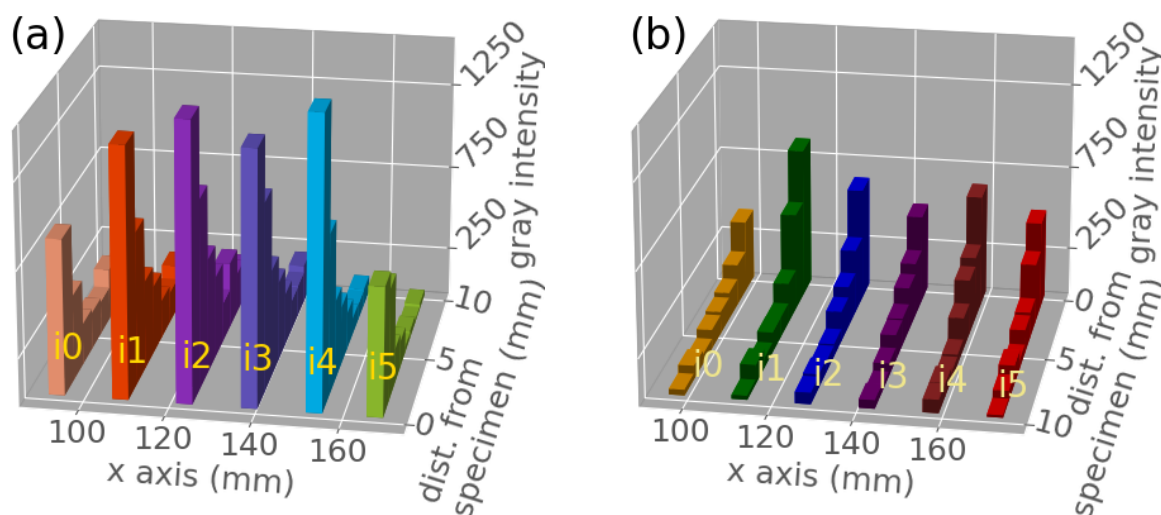 (a)
1250
750
250
gray intensity
10
5
0
dist. from
specimen (mm)
100
120
140
160
x axis (mm)
i0
i1
i2
i3
i4
i5
(b)
1250
750
250
gray intensity
0
5
10
dist. from
specimen (mm)
100
120
140
160
x axis (mm)
i0
i1
i2
i3
i4
i5